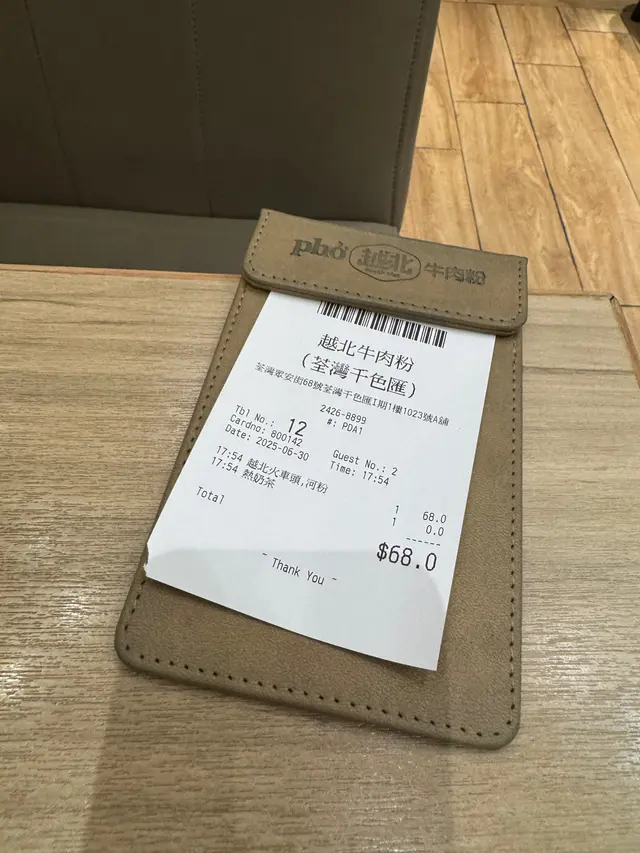 phở 越北 牛肉粉
越北牛肉粉
(荃灣千色匯)
荃灣眾安街68號荃灣千色匯I期1樓1023號A舖
2426-8899
#: PDA1
Tbl No.: 12
Cardno: 800142
Guest No.: 2
Date: 2025-06-30
Time: 17:54
17:54 越北火車頭,河粉 1 68.0
17:54 熱奶茶 1 0.0
------
Total $68.0
~ Thank You ~